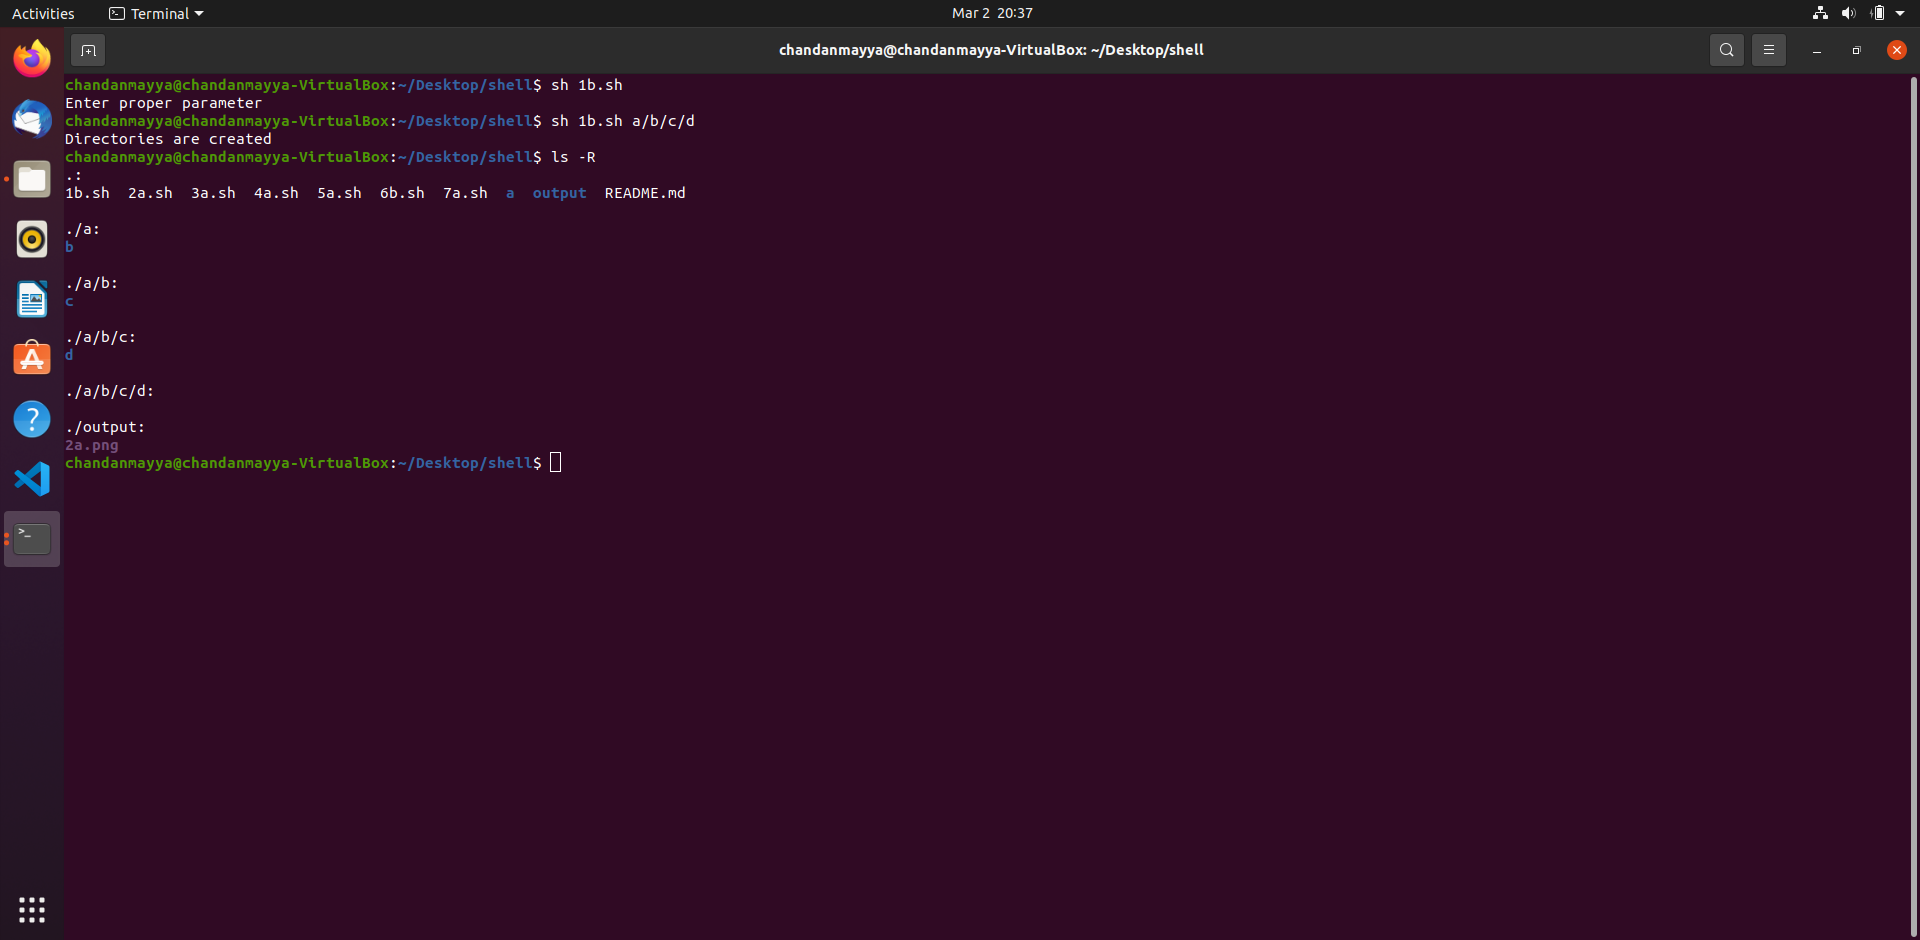 Activities Terminal Mar 2 20:37
chandanmayya@chandanmayya-VirtualBox: ~/Desktop/shell
chandanmayya@chandanmayya-VirtualBox:~/Desktop/shell$ sh 1b.sh
Enter proper parameter
chandanmayya@chandanmayya-VirtualBox:~/Desktop/shell$ sh 1b.sh a/b/c/d
Directories are created
chandanmayya@chandanmayya-VirtualBox:~/Desktop/shell$ ls -R
.:
1b.sh  2a.sh  3a.sh  4a.sh  5a.sh  6b.sh  7a.sh  a  output  README.md
./a:
b
./a/b:
c
./a/b/c:
d
./a/b/c/d:
./output:
2a.png
chandanmayya@chandanmayya-VirtualBox:~/Desktop/shell$